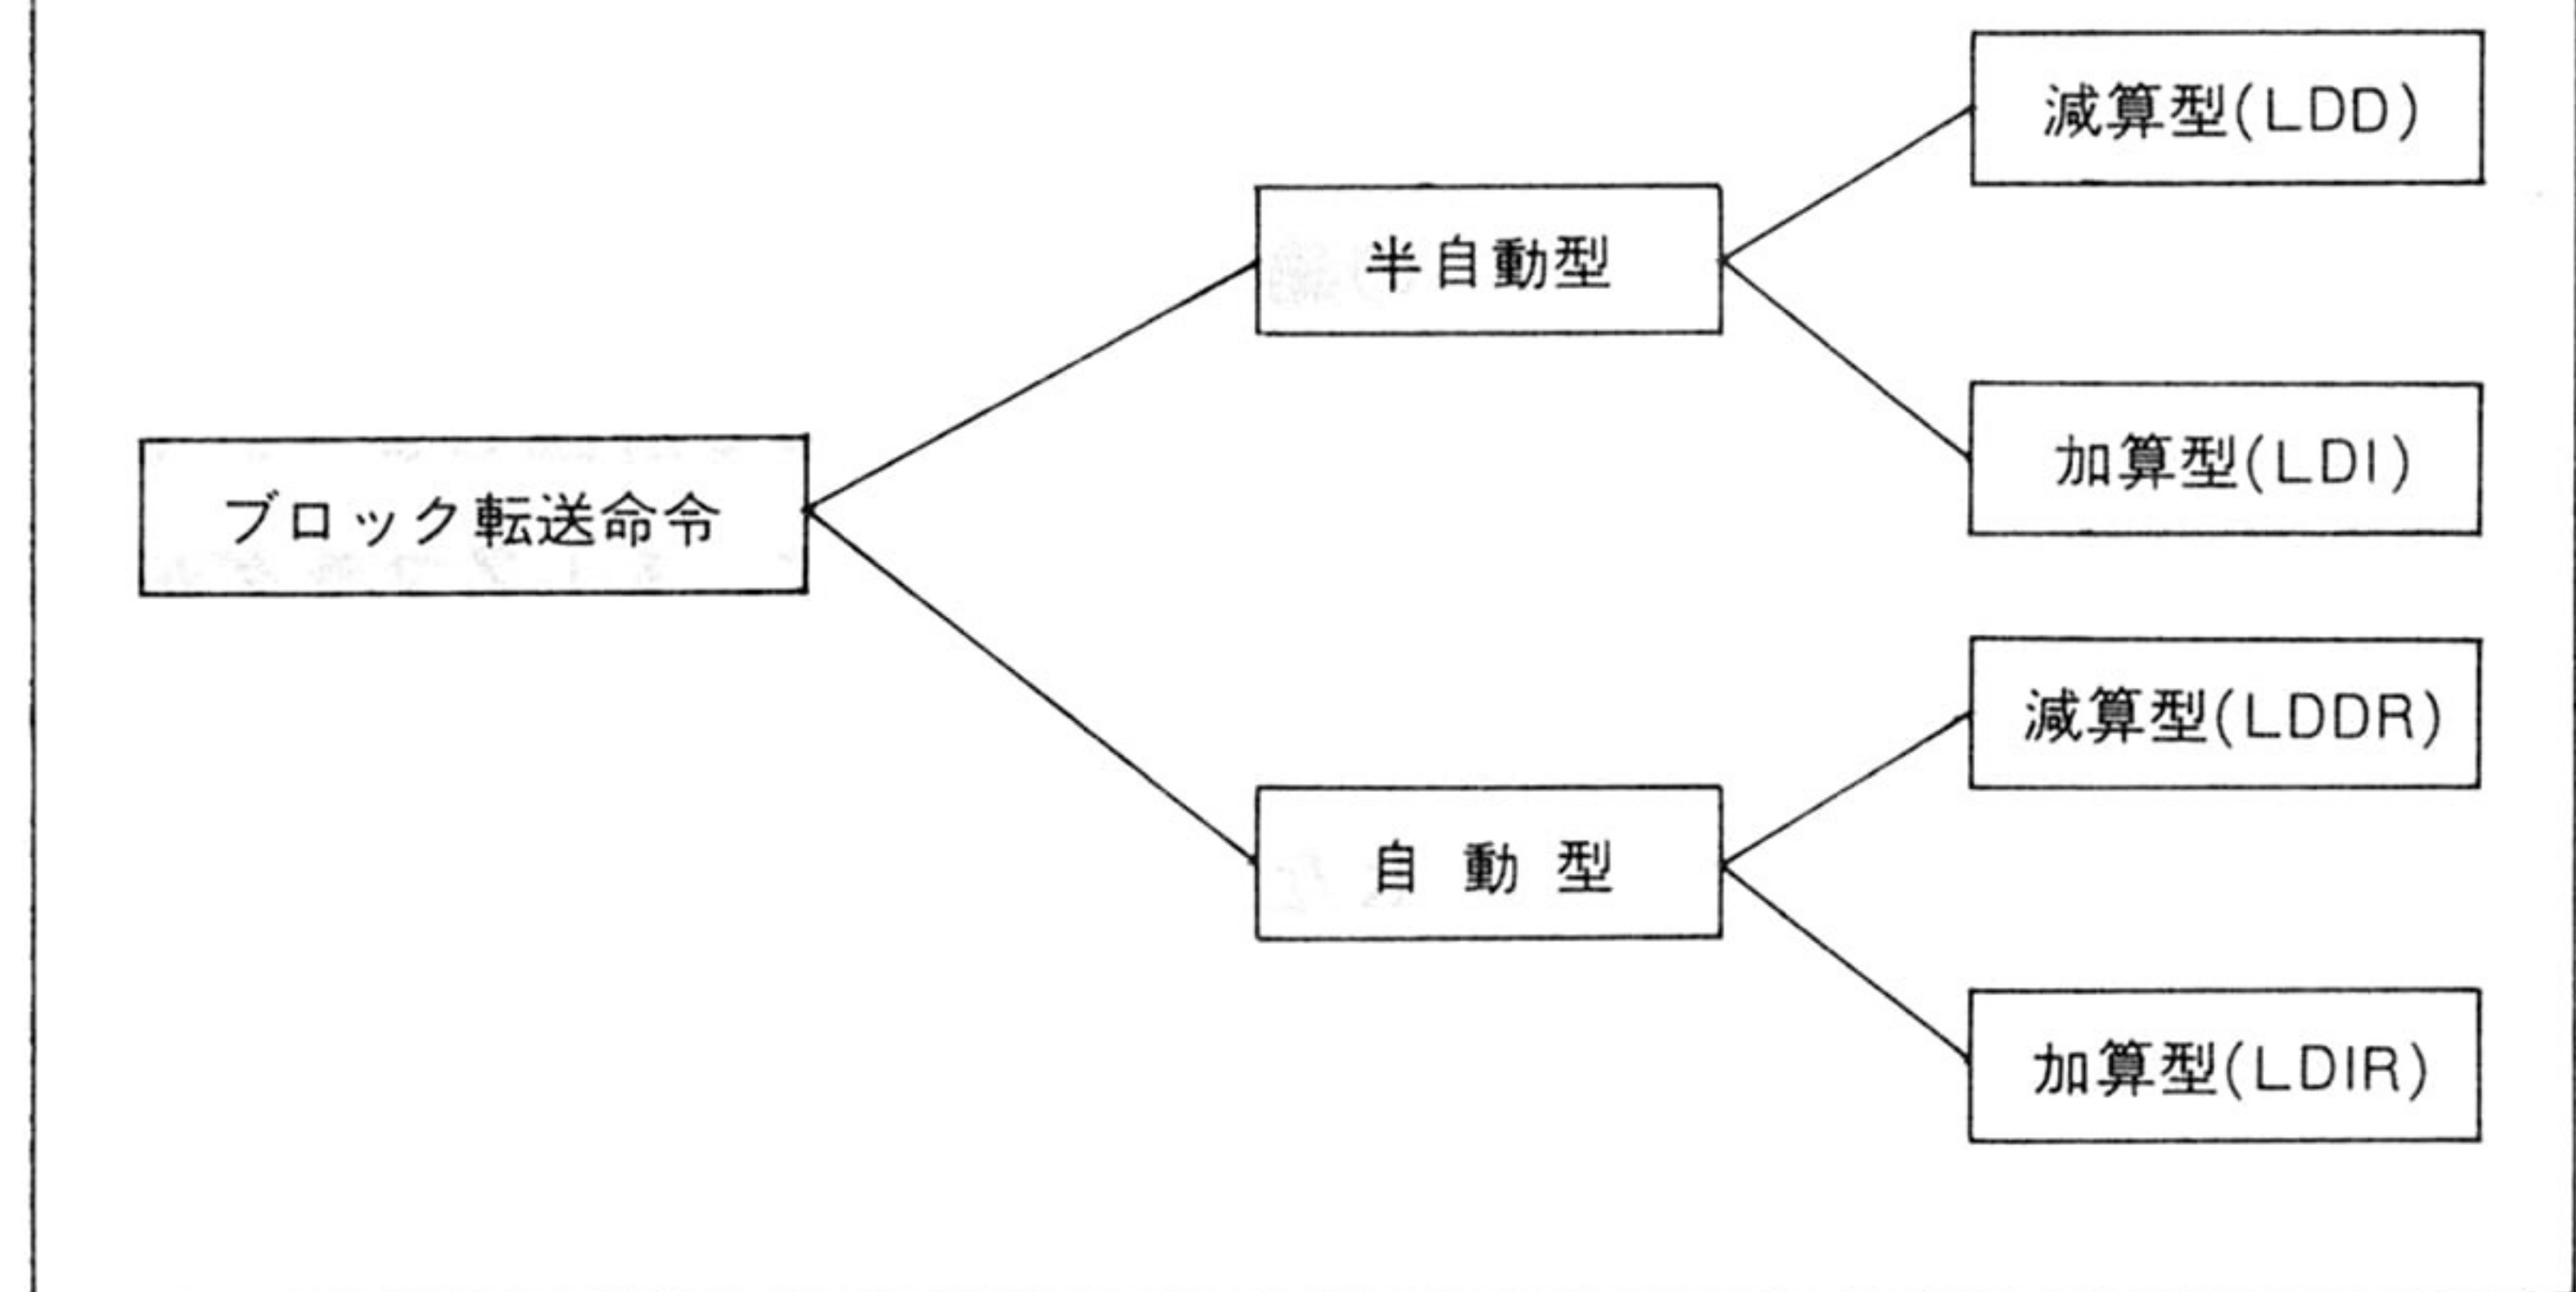 ブロック転送命令
半自動型
減算型(LDD)
加算型(LDI)
自動型
減算型(LDDR)
加算型(LDIR)